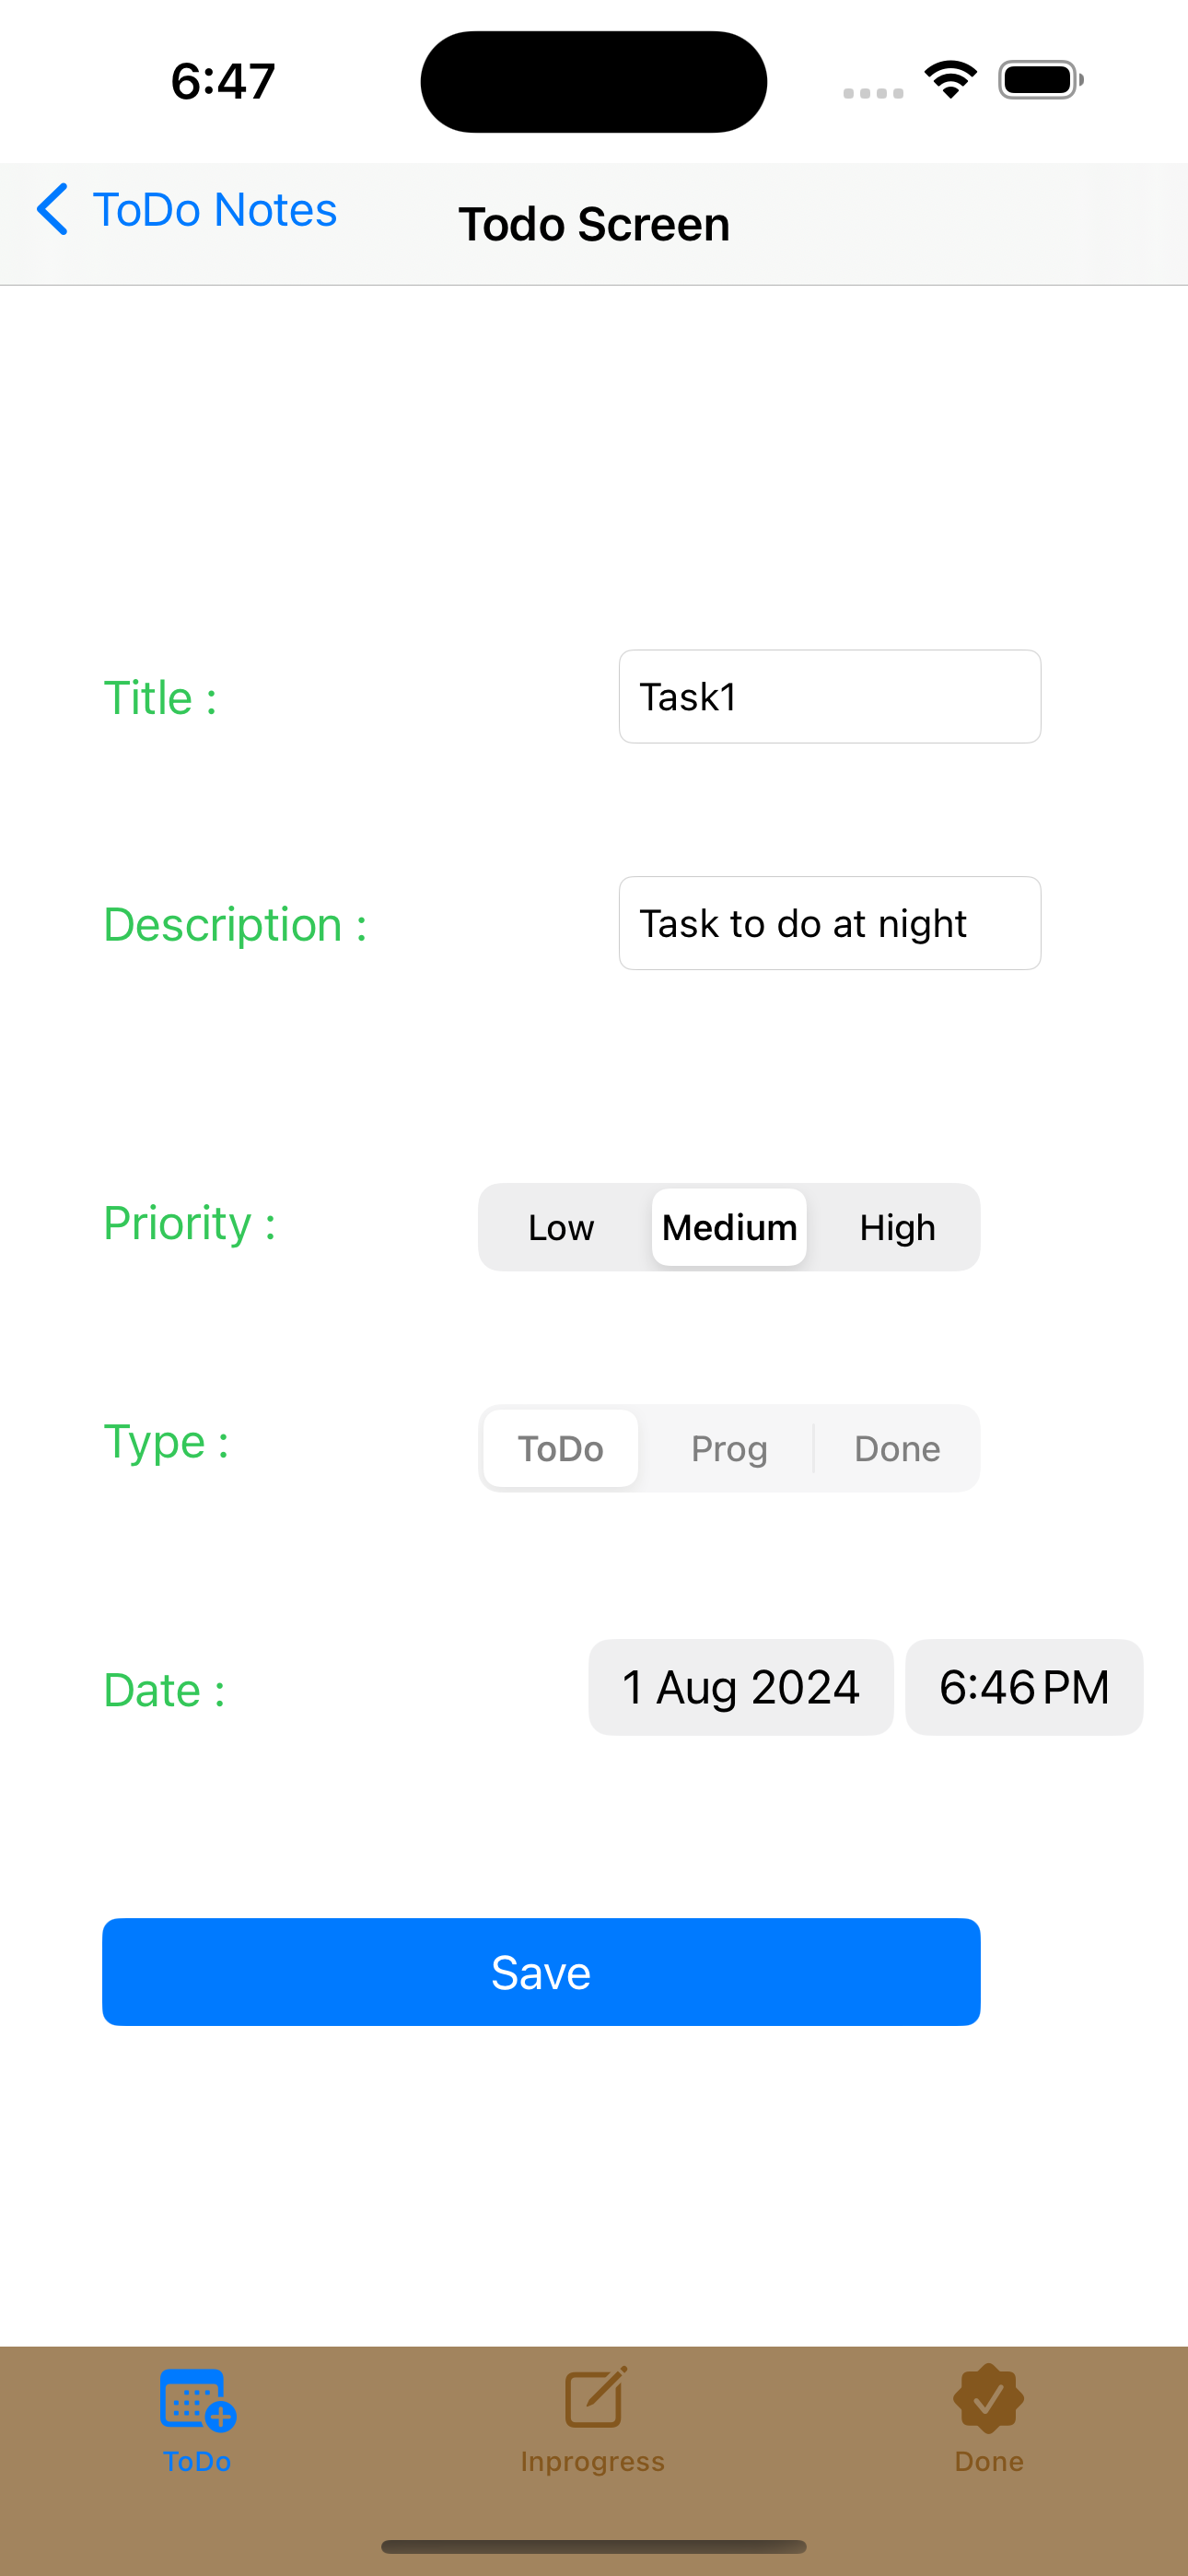 6:47
ToDo Notes
Todo Screen
Title :
Task1
Description :
Task to do at night
Priority :
Low Medium High
Type :
ToDo Prog Done
Date :
1 Aug 2024 6:46 PM
Save
ToDo Inprogress Done